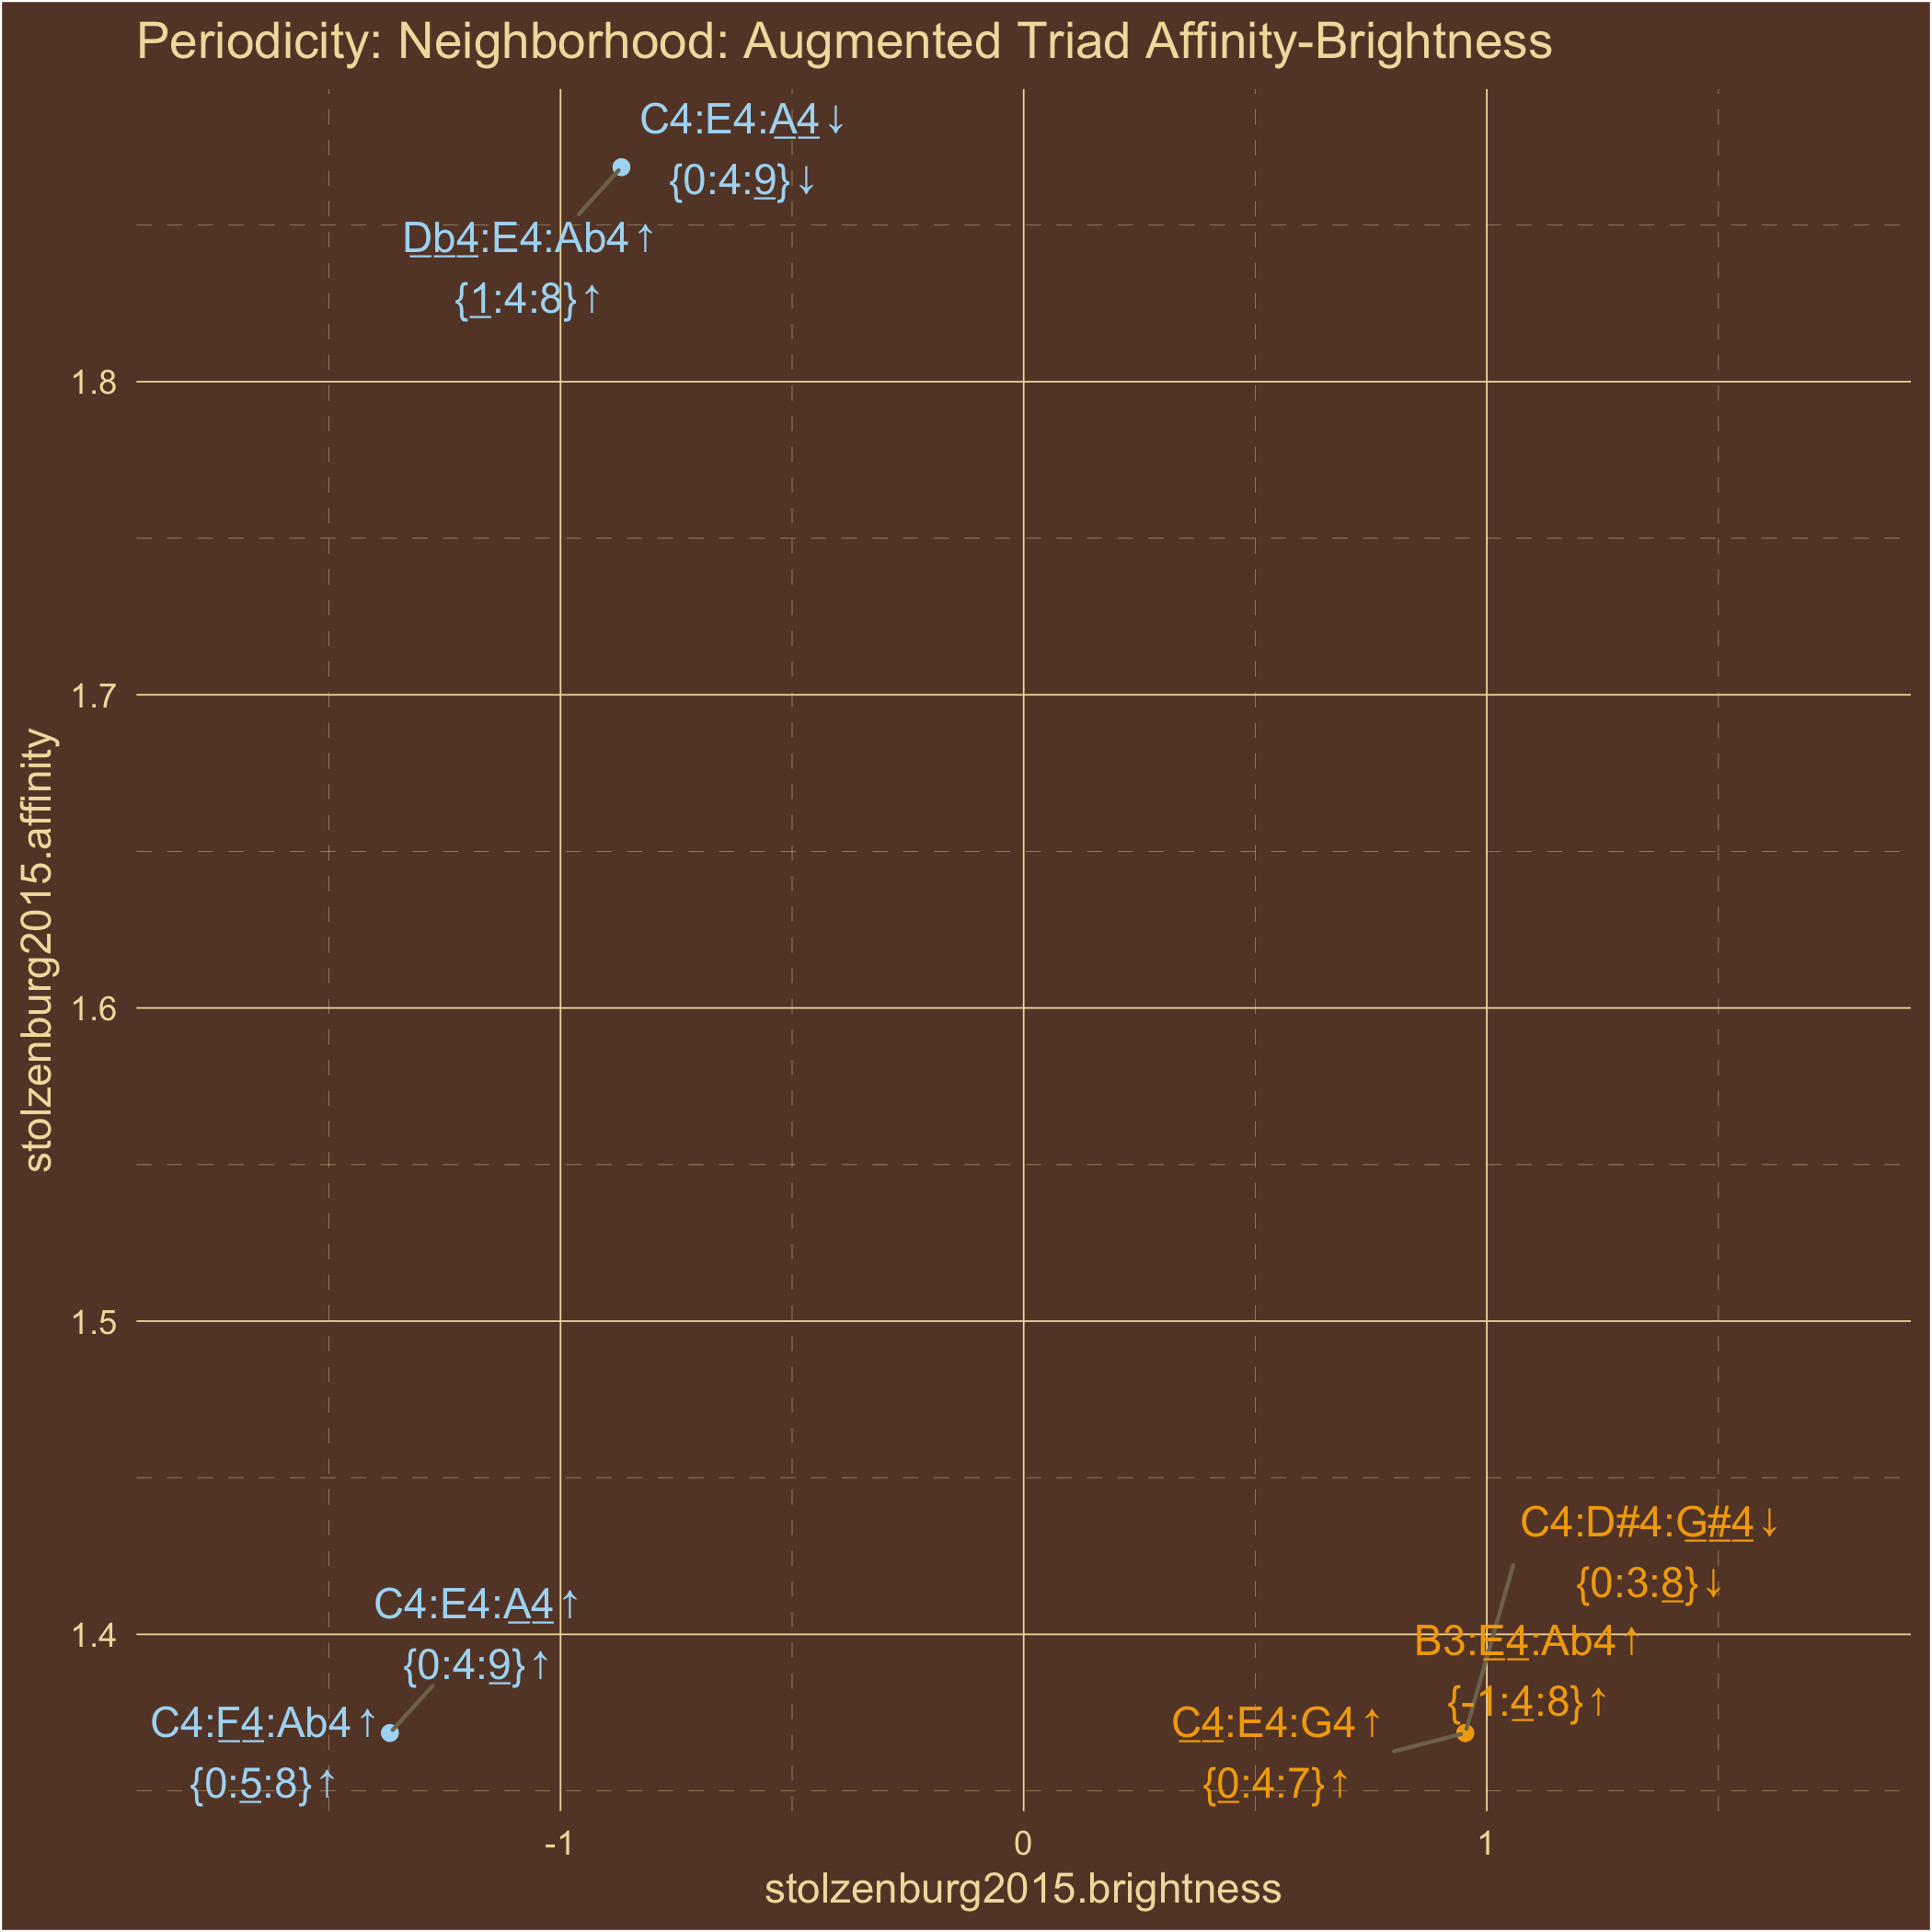 Periodicity: Neighborhood: Augmented Triad Affinity-Brightness
C4:E4:A4↓
{0:4:9}↓
Db4:E4:Ab4↑
{1:4:8}↑
1.8
1.7
1.6
1.5
1.4
stolzenburg2015.affinity
C4:D#4:G#4↓
{0:3:8}↓
C4:E4:A4↑
{0:4:9}↑
B3:E4:Ab4↑
{-1:4:8}↑
C4:F4:Ab4↑
{0:5:8}↑
C4:E4:G4↑
{0:4:7}↑
-1
0
1
stolzenburg2015.brightness